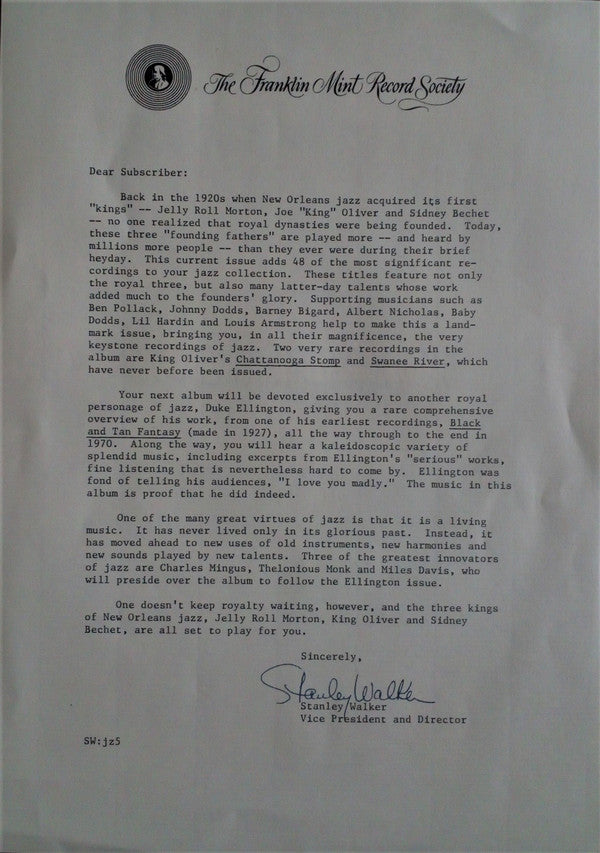 The Franklin Mint Record Society
Dear Subscriber:
Back in the 1920s when New Orleans jazz acquired its first
"kings" -- Jelly Roll Morton, Joe "King" Oliver and Sidney Bechet
-- no one realized that royal dynasties were being founded. Today,
these three "founding fathers" are played more -- and heard by
millions more people -- than they ever were during their brief
heyday. This current issue adds 48 of the most significant re-
cordings to your jazz collection. These titles feature not only
the royal three, but also many latter-day talents whose work
added much to the founders' glory. Supporting musicians such as
Ben Pollack, Johnny Dodds, Barney Bigard, Albert Nicholas, Baby
Dodds, Lil Hardin and Louis Armstrong help to make this a land-
mark issue, bringing you, in all their magnificence, the very
keystone recordings of jazz. Two very rare recordings in the
album are King Oliver's Chattanooga Stomp and Swanee River, which
have never before been issued.
Your next album will be devoted exclusively to another royal
personage of jazz, Duke Ellington, giving you a rare comprehensive
overview of his work, from one of his earliest recordings, Black
and Tan Fantasy (made in 1927), all the way through to the end in
1970. Along the way, you will hear a kaleidoscopic variety of
splendid music, including excerpts from Ellington's "serious" works,
fine listening that is nevertheless hard to come by. Ellington was
fond of telling his audiences, "I love you madly." The music in this
album is proof that he did indeed.
One of the many great virtues of jazz is that it is a living
music. It has never lived only in its glorious past. Instead, it
has moved ahead to new uses of old instruments, new harmonies and
new sounds played by new talents. Three of the greatest innovators
of jazz are Charles Mingus, Thelonious Monk and Miles Davis, who
will preside over the album to follow the Ellington issue.
One doesn't keep royalty waiting, however, and the three kings
of New Orleans jazz, Jelly Roll Morton, King Oliver and Sidney
Bechet, are all set to play for you.
Sincerely,
Stanley Walker
Stanley Walker
Vice President and Director
SW:jz5